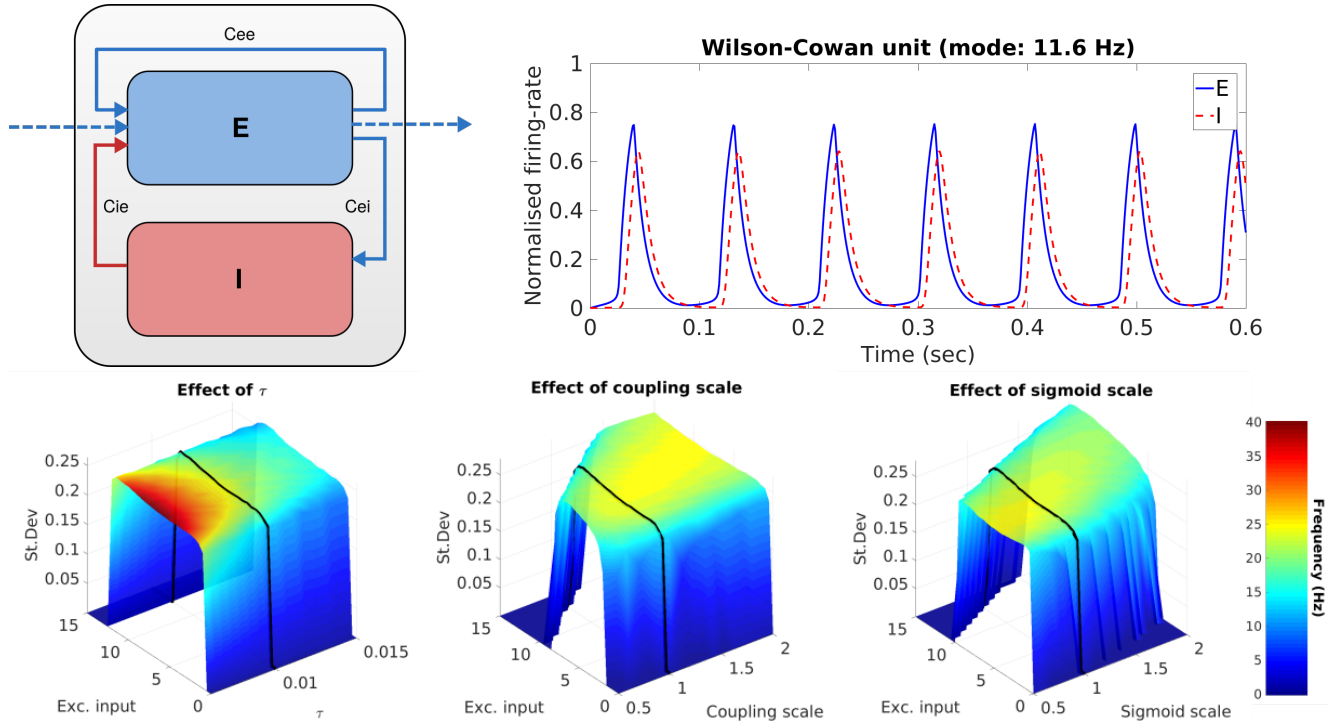 Cee
E
Cie
Cei
I
Wilson-Cowan unit (mode: 11.6 Hz)
Normalised firing-rate
1
0.8
0.6
0.4
0.2
0
E
I
0 0.1 0.2 0.3 0.4 0.5 0.6
Time (sec)
Effect of τ
St.Dev
0.25
0.2
0.15
0.1
0.05
15
10
5
0
Exc. input
0.01
0.015
τ
Effect of coupling scale
St.Dev
0.25
0.2
0.15
0.1
0.05
15
10
5
0
Exc. input
0.5
1
1.5
2
Coupling scale
Effect of sigmoid scale
St.Dev
0.25
0.2
0.15
0.1
0.05
15
10
5
0
Exc. input
0.5
1
1.5
2
Sigmoid scale
40
35
30
25
20
15
10
5
0
Frequency (Hz)